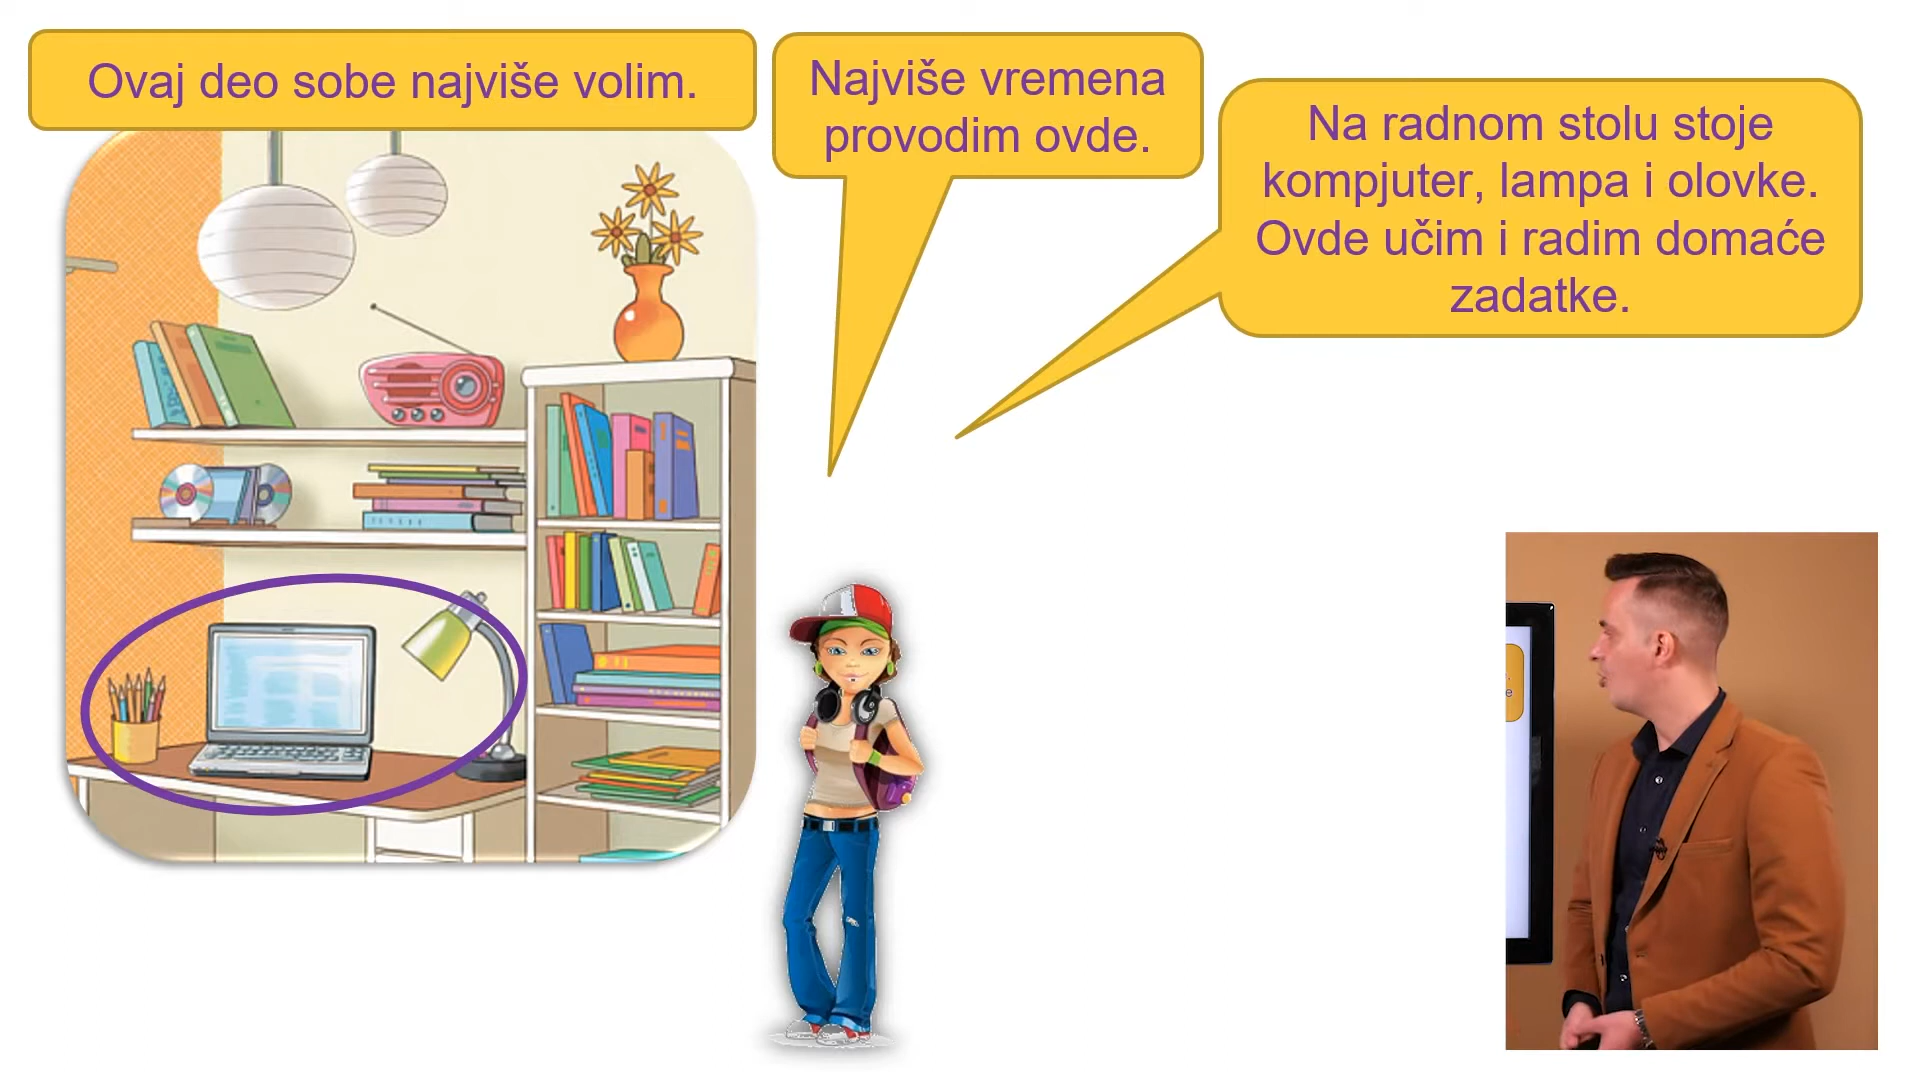 Ovaj deo sobe najviše volim.
Najviše vremena
provodim ovde.
Na radnom stolu stoje
kompjuter, lampa i olovke.
Ovde učim i radim domaće
zadatke.